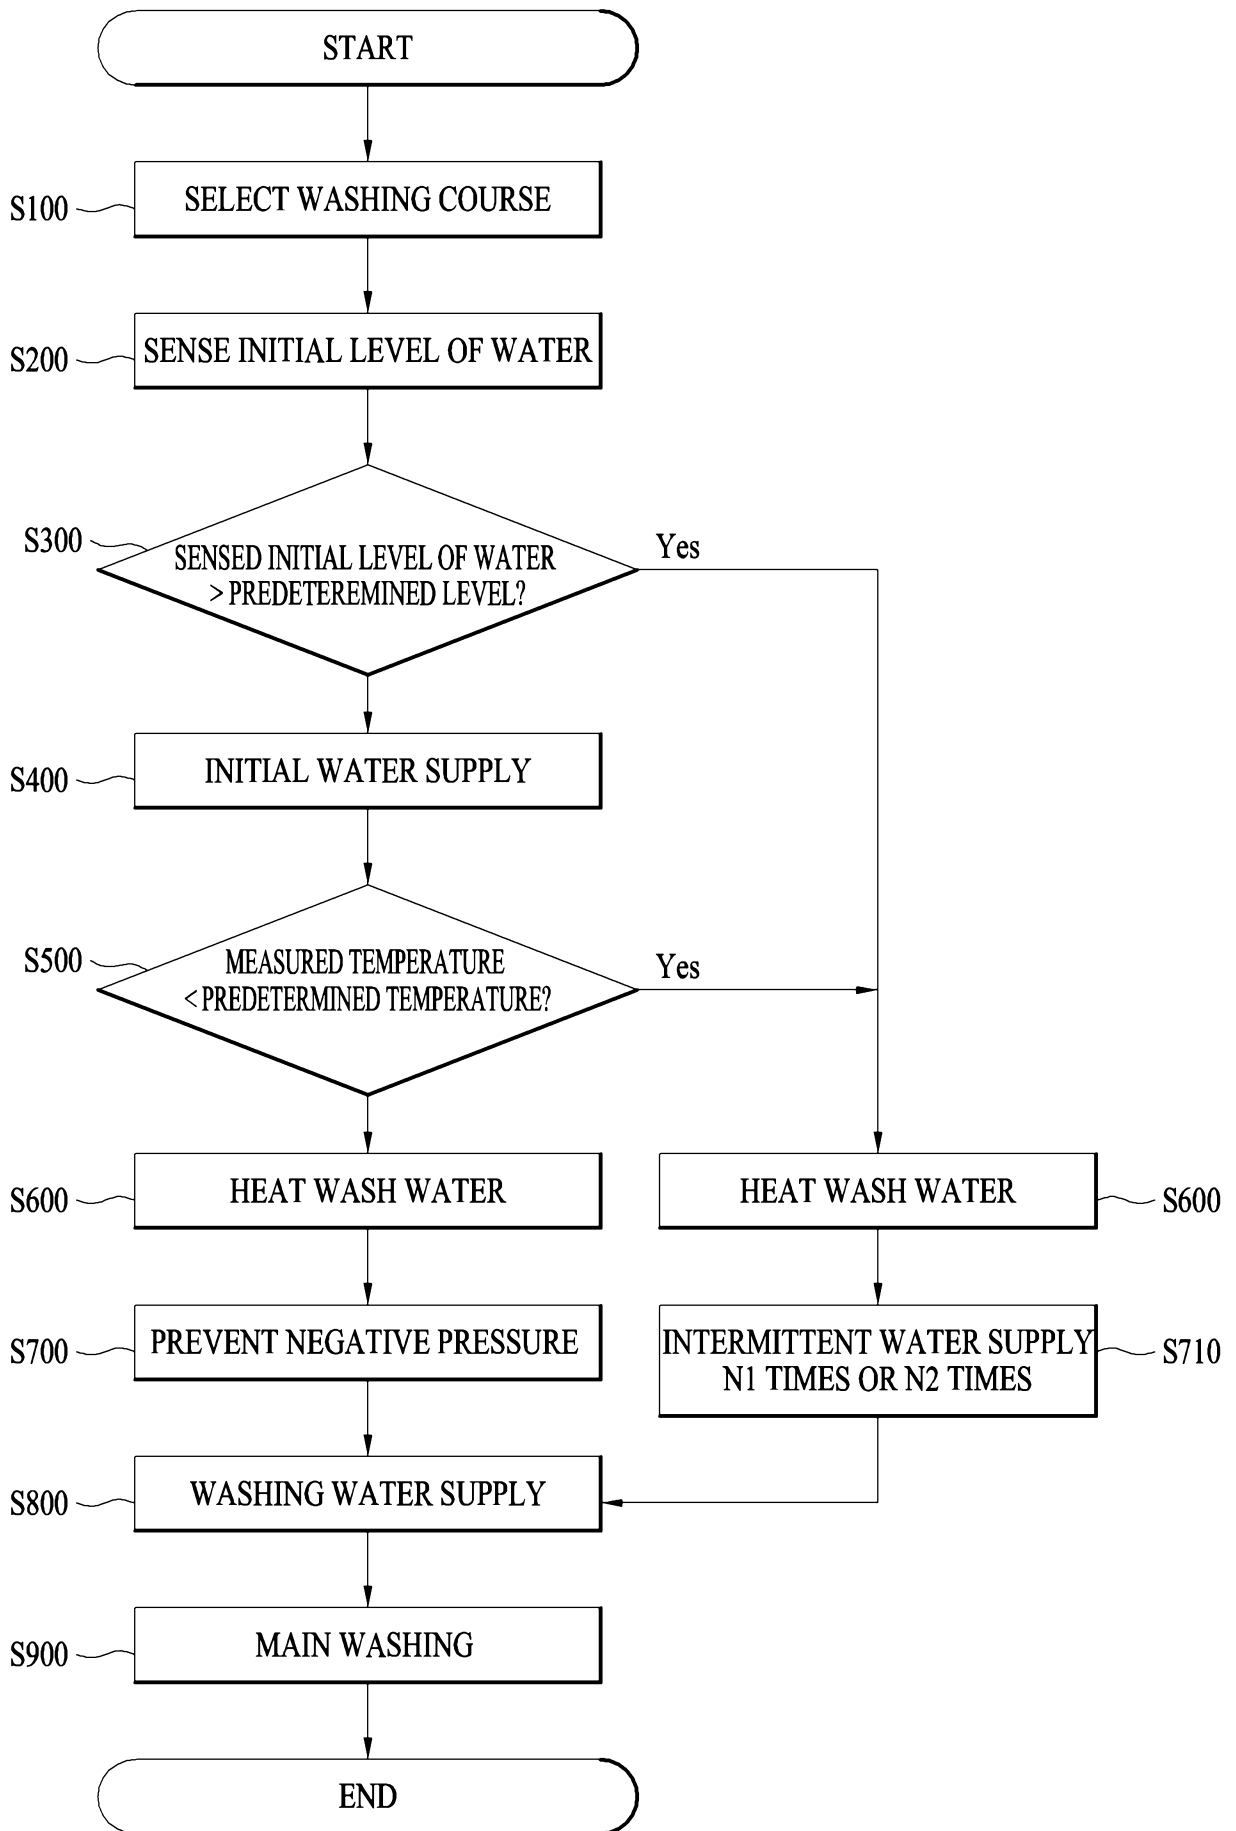 START
S100
SELECT WASHING COURSE
S200
SENSE INITIAL LEVEL OF WATER
S300
SENSED INITIAL LEVEL OF WATER
> PREDETEREMINED LEVEL?
Yes
S400
INITIAL WATER SUPPLY
S500
MEASURED TEMPERATURE
< PREDETERMINED TEMPERATURE?
Yes
S600
HEAT WASH WATER
HEAT WASH WATER
S600
S700
PREVENT NEGATIVE PRESSURE
INTERMITTENT WATER SUPPLY
N1 TIMES OR N2 TIMES
S710
S800
WASHING WATER SUPPLY
S900
MAIN WASHING
END